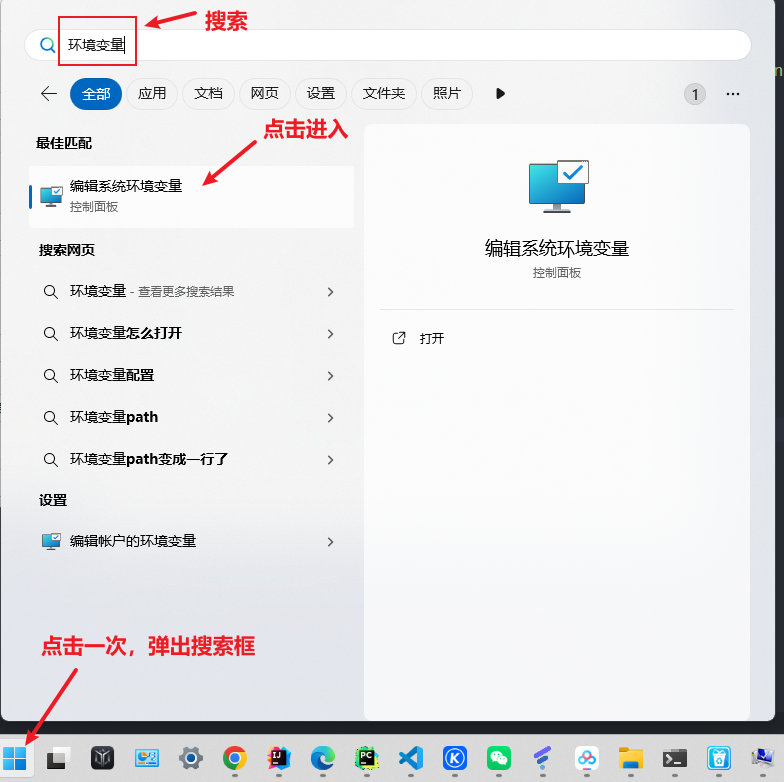 搜索
环境变量
全部 应用 文档 网页 设置 文件夹 照片 1
点击进入
最佳匹配
编辑系统环境变量
控制面板
编辑系统环境变量
控制面板
打开
搜索网页
环境变量 - 查看更多搜索结果
环境变量怎么打开
环境变量配置
环境变量path
环境变量path变成一行了
设置
编辑帐户的环境变量
点击一次，弹出搜索框
IJ PC K